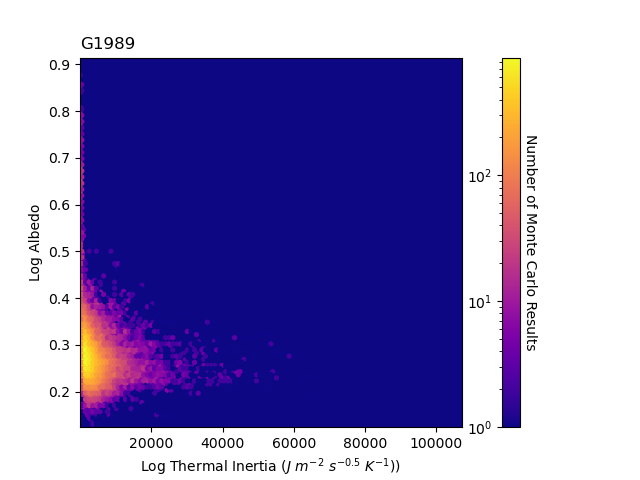 G1989
0.9
0.8
0.7
0.6
0.5
0.4
0.3
0.2
Log Albedo
20000 40000 60000 80000 100000
Log Thermal Inertia (J m⁻² s⁻⁰·⁵ K⁻¹))
10²
10¹
10⁰
Number of Monte Carlo Results